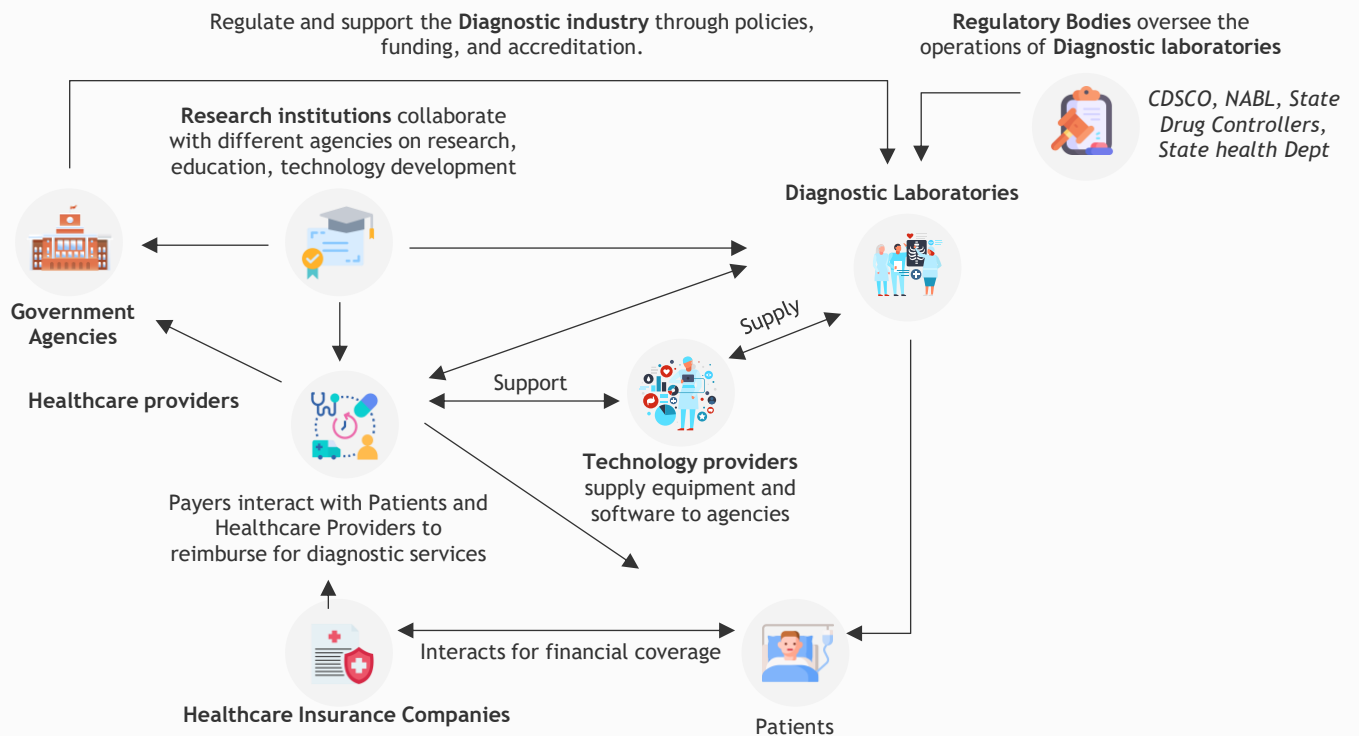 Regulate and support the Diagnostic industry through policies,
funding, and accreditation.
Regulatory Bodies oversee the
operations of Diagnostic laboratories
CDSCO, NABL, State
Drug Controllers,
State health Dept
Research institutions collaborate
with different agencies on research,
education, technology development
Diagnostic Laboratories
Government
Agencies
Supply
Healthcare providers
Support
Technology providers
supply equipment and
software to agencies
Payers interact with Patients and
Healthcare Providers to
reimburse for diagnostic services
Interacts for financial coverage
Healthcare Insurance Companies
Patients